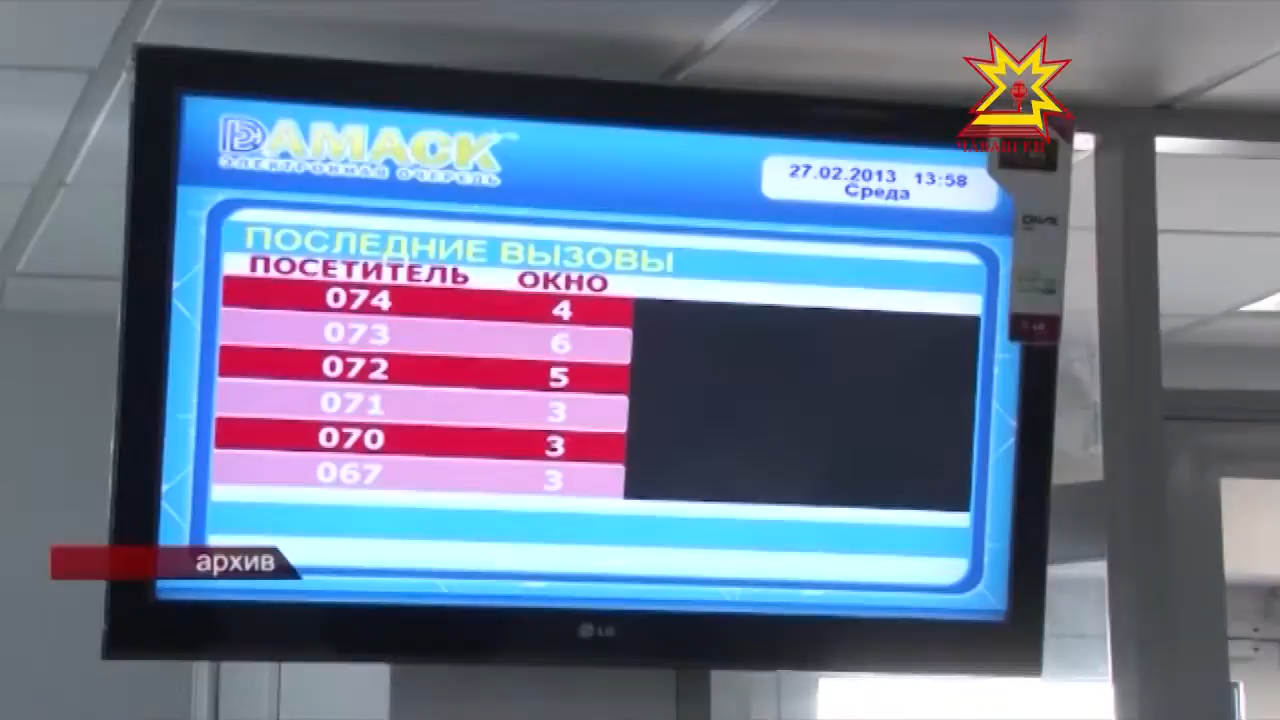 DАМАСК
ЭЛЕКТРОННАЯ ОЧЕРЕДЬ
27.02.2013 13:58
Среда
ПОСЛЕДНИЕ ВЫЗОВЫ
ПОСЕТИТЕЛЬ ОКНО
074 4
073 6
072 5
071 3
070 3
067 3
архив
LG